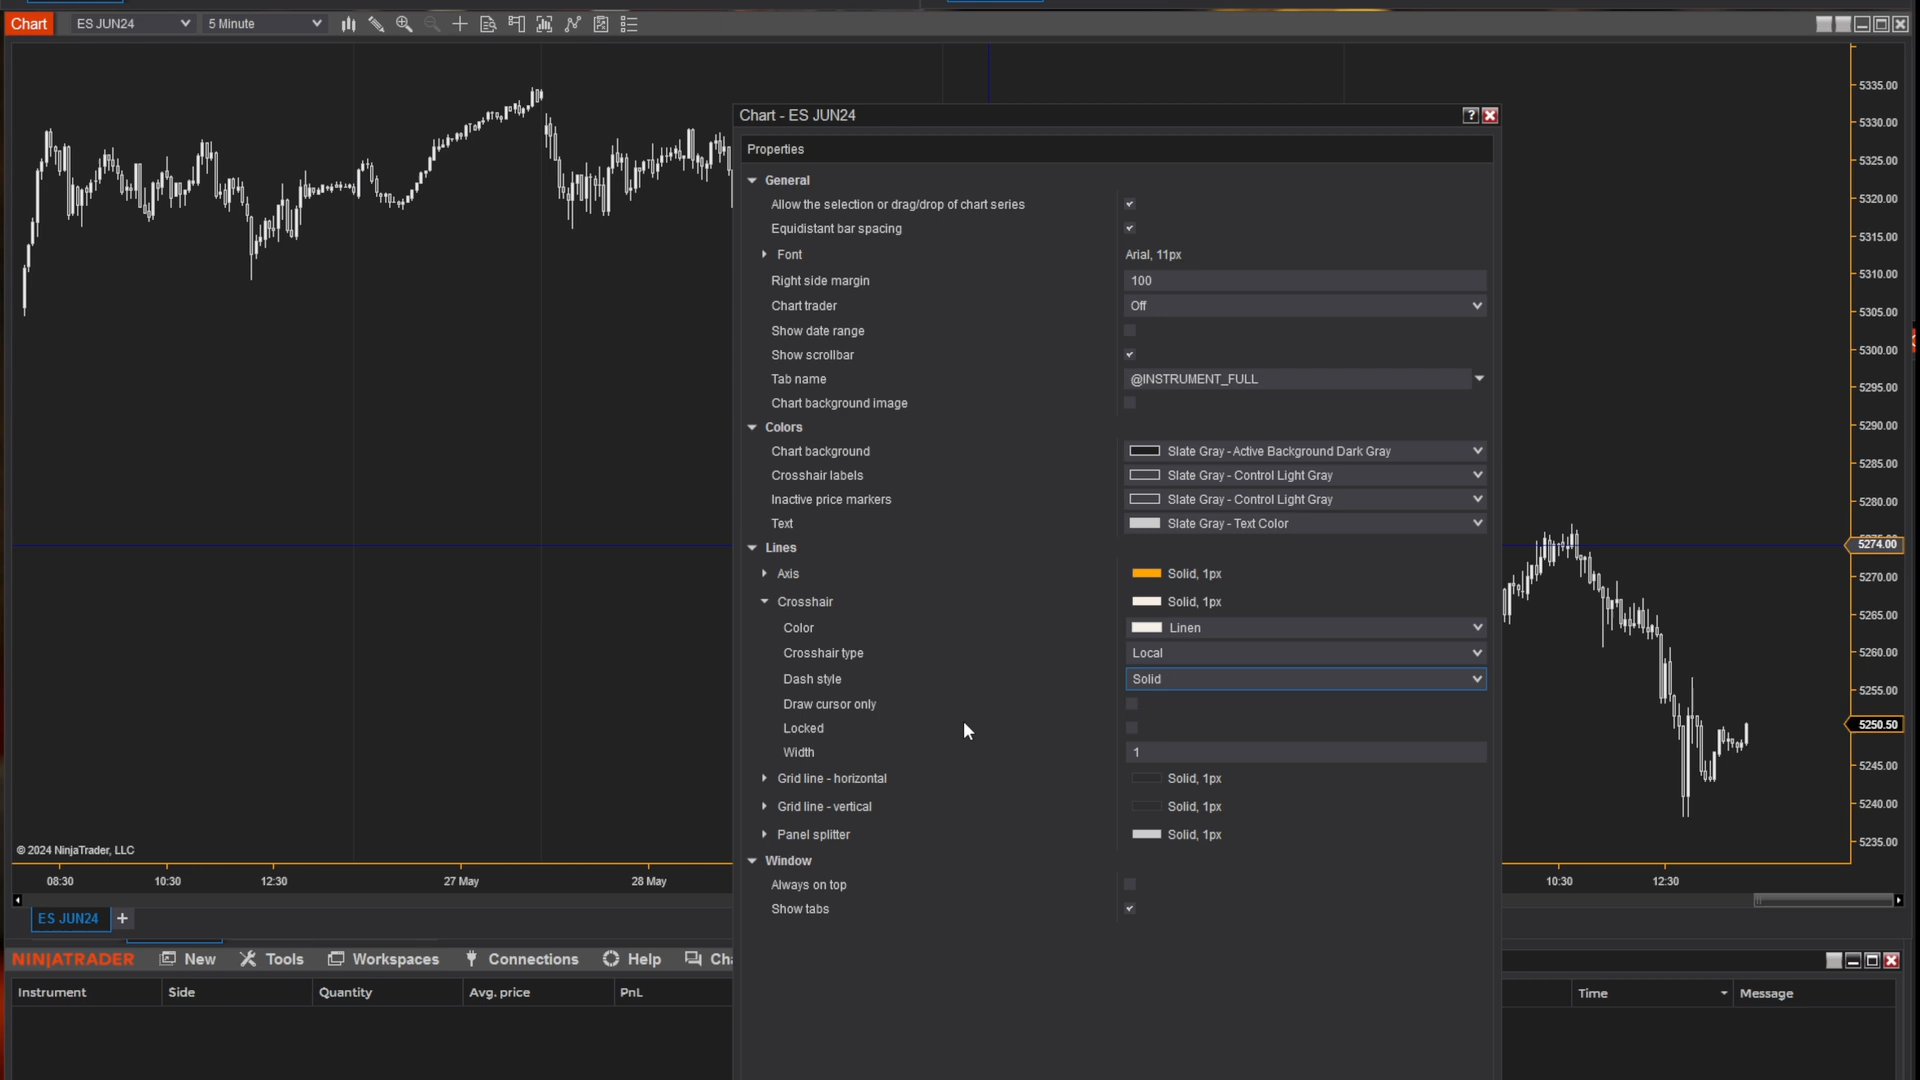 Chart ES JUN24 5 Minute
Chart - ES JUN24 ?
Properties
General
Allow the selection or drag/drop of chart series
Equidistant bar spacing
Font Arial, 11px
Right side margin 100
Chart trader Off
Show date range
Show scrollbar
Tab name @INSTRUMENT_FULL
Chart background image
Colors
Chart background Slate Gray - Active Background Dark Gray
Crosshair labels Slate Gray - Control Light Gray
Inactive price markers Slate Gray - Control Light Gray
Text Slate Gray - Text Color
Lines
Axis Solid, 1px
Crosshair Solid, 1px
Color Linen
Crosshair type Local
Dash style Solid
Draw cursor only
Locked
Width 1
Grid line - horizontal Solid, 1px
Grid line - vertical Solid, 1px
Panel splitter Solid, 1px
Window
Always on top
Show tabs
5335.00
5330.00
5325.00
5320.00
5315.00
5310.00
5305.00
5300.00
5295.00
5290.00
5285.00
5280.00
5274.00
5270.00
5265.00
5260.00
5255.00
5250.50
5245.00
5240.00
5235.00
© 2024 NinjaTrader, LLC
08:30 10:30 12:30 27 May 28 May 10:30 12:30
ES JUN24 +
NINJATRADER New Tools Workspaces Connections Help
Instrument Side Quantity Avg. price PnL Time Message